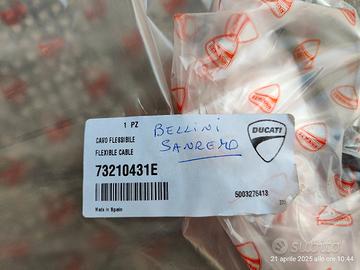 1 PZ
BELLINI
SANREMO
CAVO FLESSIBILE
FLEXIBLE CABLE
73210431E
DUCATI
5003276413
Made in Spain
subito
21 aprile 2025 alle ore 10:44